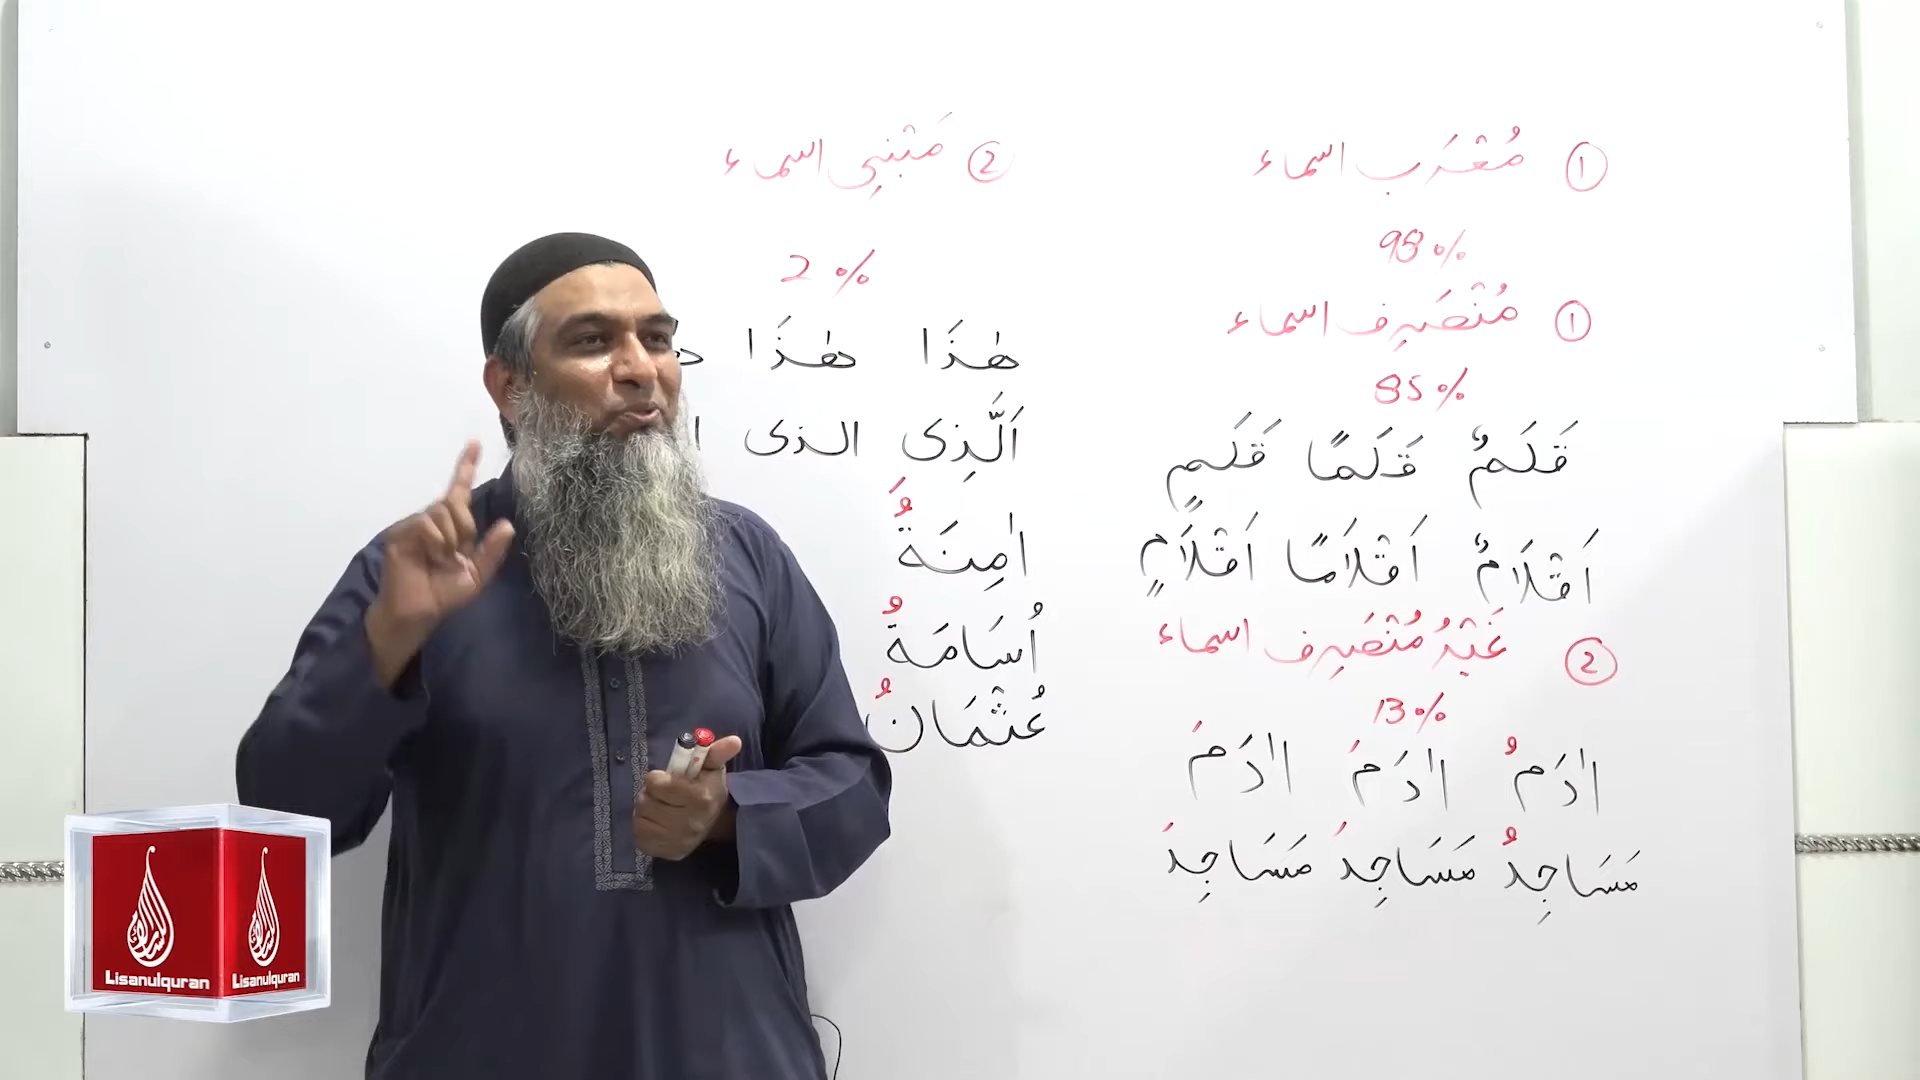 ① مُعْرَب اسماء
98%
① مُنْصَرِف اسماء
85%
قَلَمٌ قَلَمًا قَلَمٍ
اَقْلَامٌ اَقْلَامًا اَقْلَامٍ
② غَيْرُ مُنْصَرِف اسماء
13%
اٰدَمُ اٰدَمَ اٰدَمَ
مَسَاجِدُ مَسَاجِدَ مَسَاجِدَ
② مَبْنِی اسماء
2%
هٰذَا هٰذَا
اَلَّذِی الذی
اٰمِنَةُ
اُسَامَةُ
عُثْمَانُ
Lisanulquran
Lisanulquran